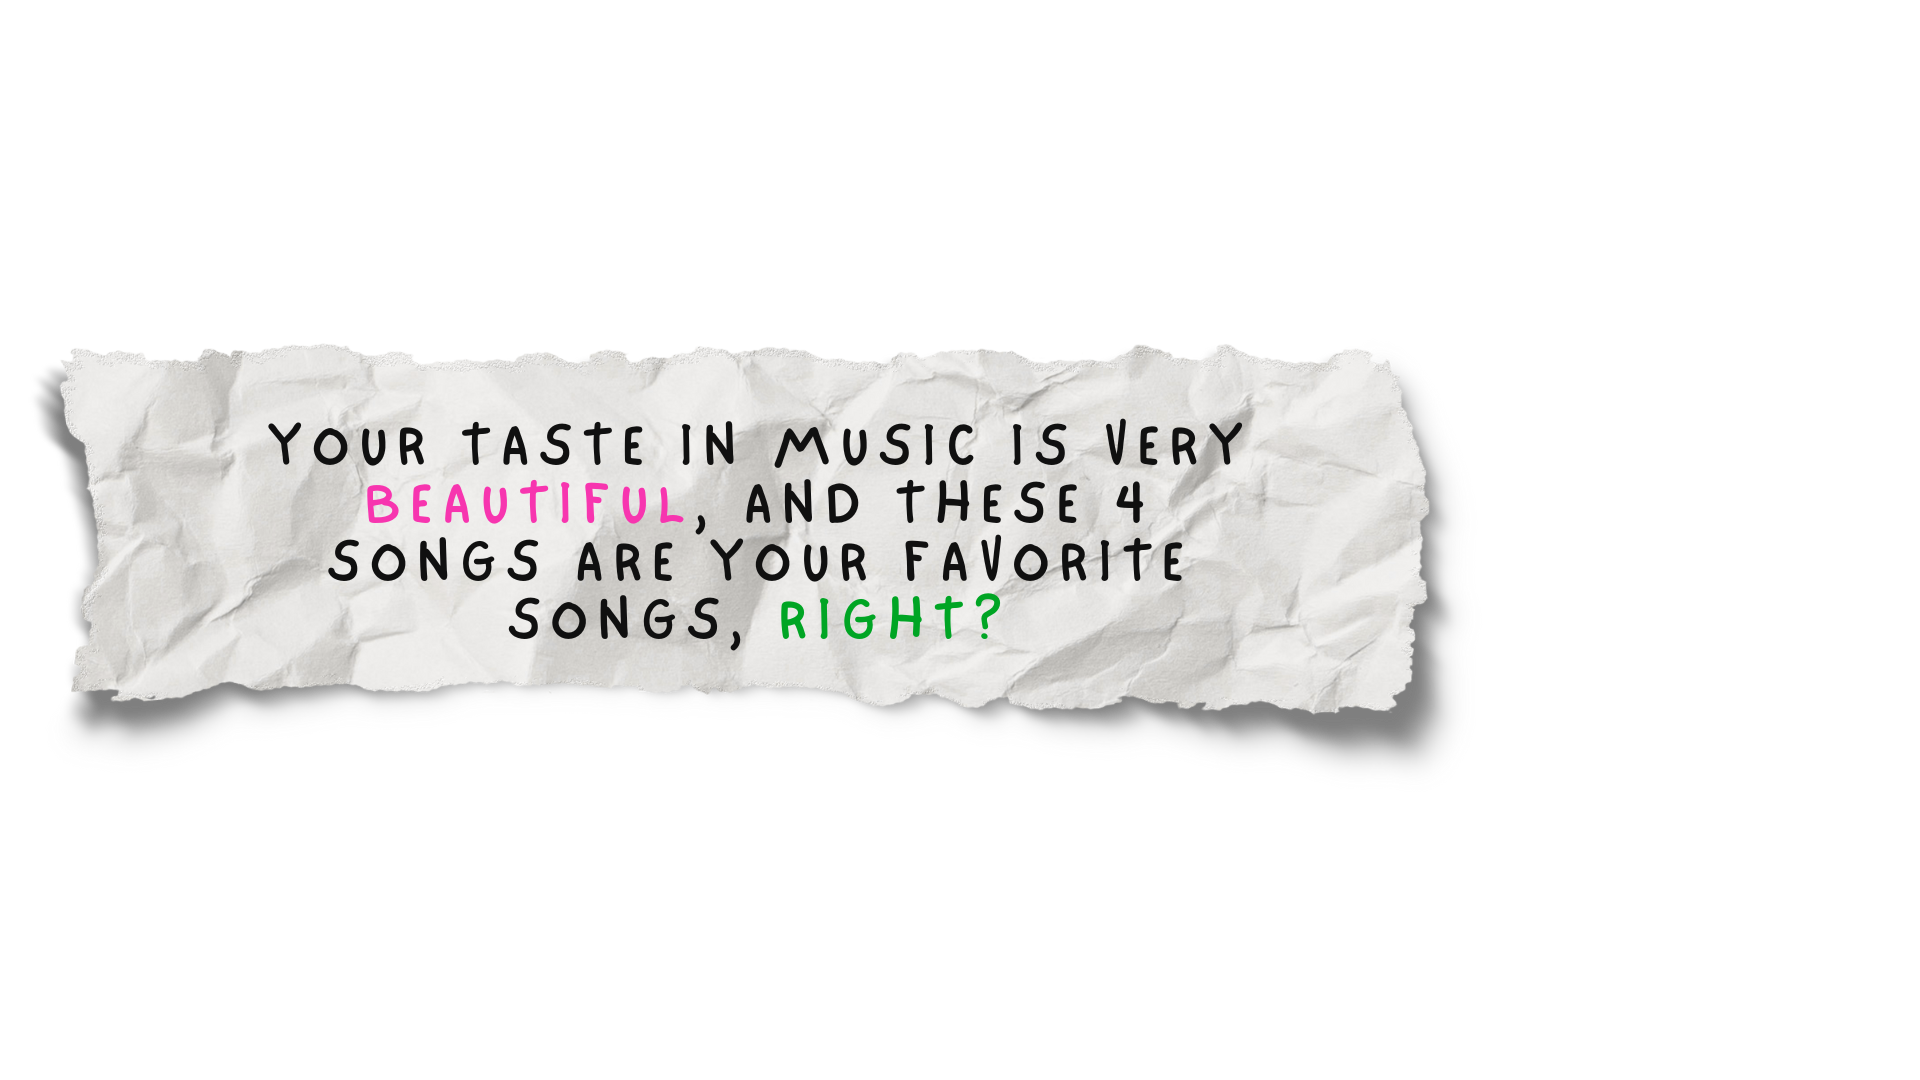 YOUR TASTE IN MUSIC IS VERY
BEAUTIFUL, AND THESE 4
SONGS ARE YOUR FAVORITE
SONGS, RIGHT?